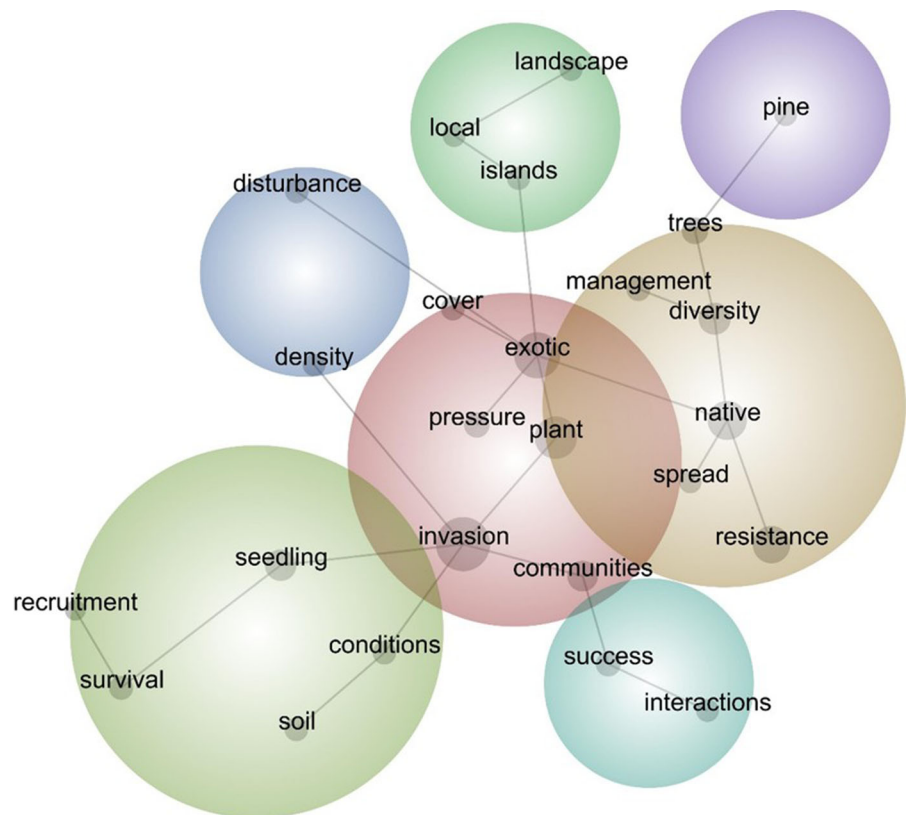 landscape
pine
local
islands
disturbance
trees
management
cover
diversity
exotic
density
native
pressure
plant
spread
invasion
resistance
seedling
communities
recruitment
conditions
success
survival
interactions
soil